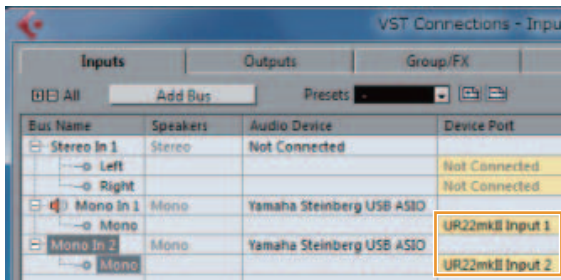 VST Connections - Inpu
Inputs Outputs Group/FX
All Add Bus Presets -
Bus Name Speakers Audio Device Device Port
Stereo In 1 Stereo Not Connected
Left Not Connected
Right Not Connected
Mono In 1 Mono Yamaha Steinberg USB ASIO
Mono UR22mkII Input 1
Mono In 2 Mono Yamaha Steinberg USB ASIO
Mono UR22mkII Input 2